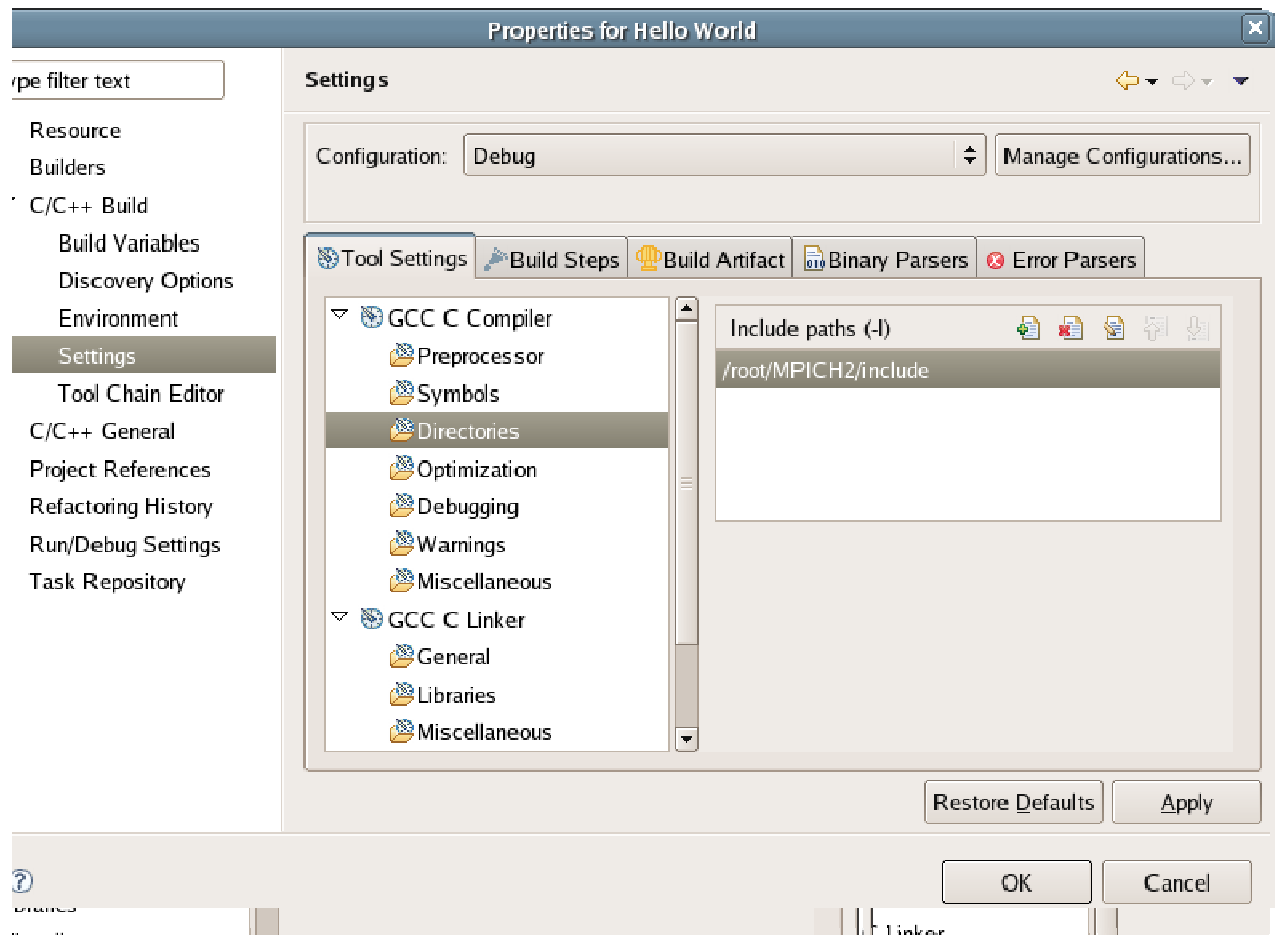 Properties for Hello World
ype filter text
Settings
Resource
Builders
C/C++ Build
Build Variables
Discovery Options
Environment
Settings
Tool Chain Editor
C/C++ General
Project References
Refactoring History
Run/Debug Settings
Task Repository
Configuration: Debug Manage Configurations...
Tool Settings Build Steps Build Artifact Binary Parsers Error Parsers
GCC C Compiler
Preprocessor
Symbols
Directories
Optimization
Debugging
Warnings
Miscellaneous
GCC C Linker
General
Libraries
Miscellaneous
Include paths (-I)
/root/MPICH2/include
Restore Defaults Apply
OK Cancel
C Linker